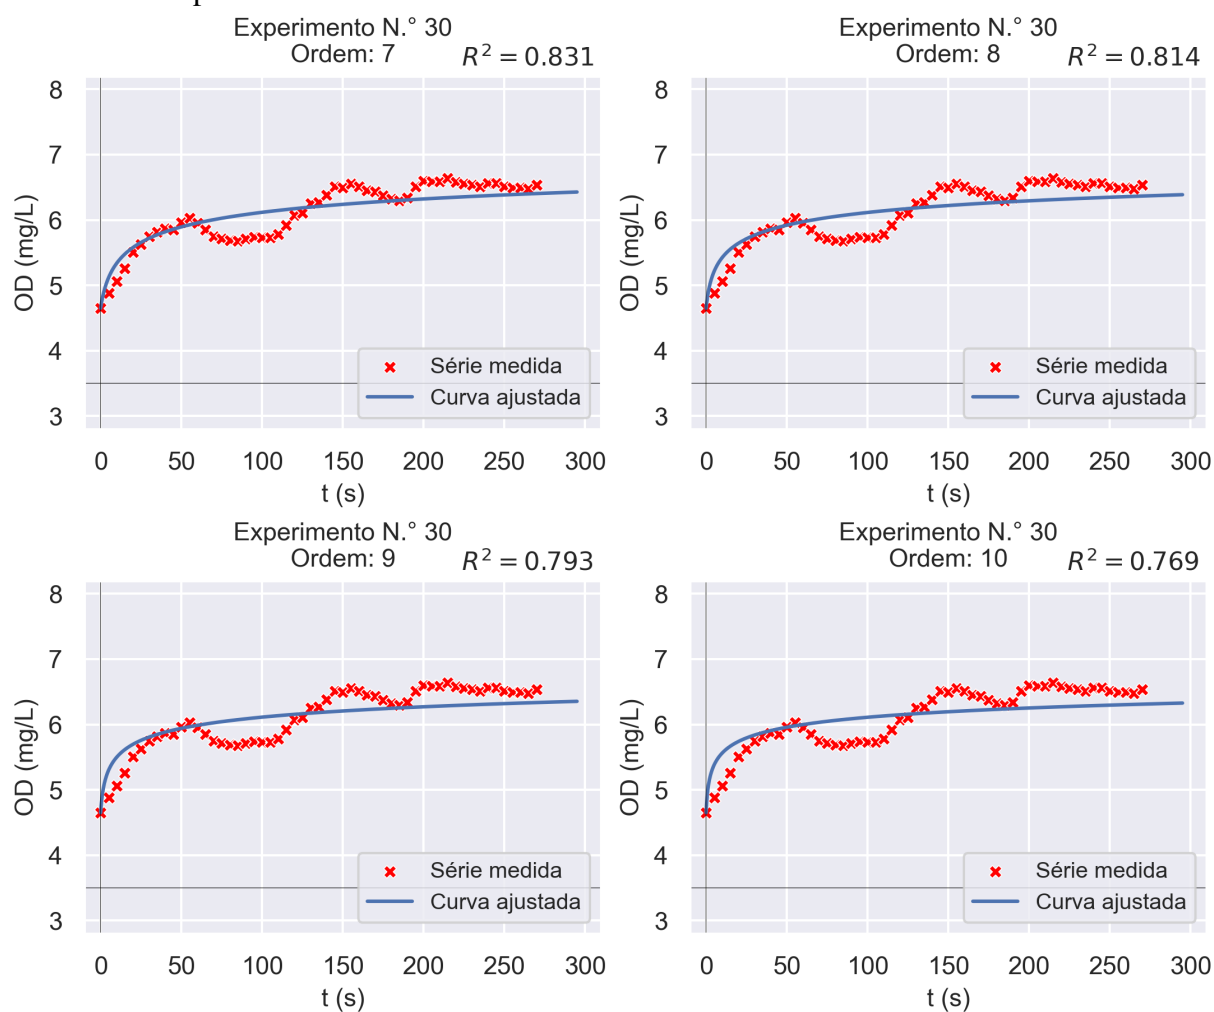 Experimento N.° 30
Ordem: 7 R² = 0.831
8
7
6
5
4
3
OD (mg/L)
Série medida
Curva ajustada
0 50 100 150 200 250 300
t (s)
Experimento N.° 30
Ordem: 8 R² = 0.814
8
7
6
5
4
3
OD (mg/L)
Série medida
Curva ajustada
0 50 100 150 200 250 300
t (s)
Experimento N.° 30
Ordem: 9 R² = 0.793
8
7
6
5
4
3
OD (mg/L)
Série medida
Curva ajustada
0 50 100 150 200 250 300
t (s)
Experimento N.° 30
Ordem: 10 R² = 0.769
8
7
6
5
4
3
OD (mg/L)
Série medida
Curva ajustada
0 50 100 150 200 250 300
t (s)